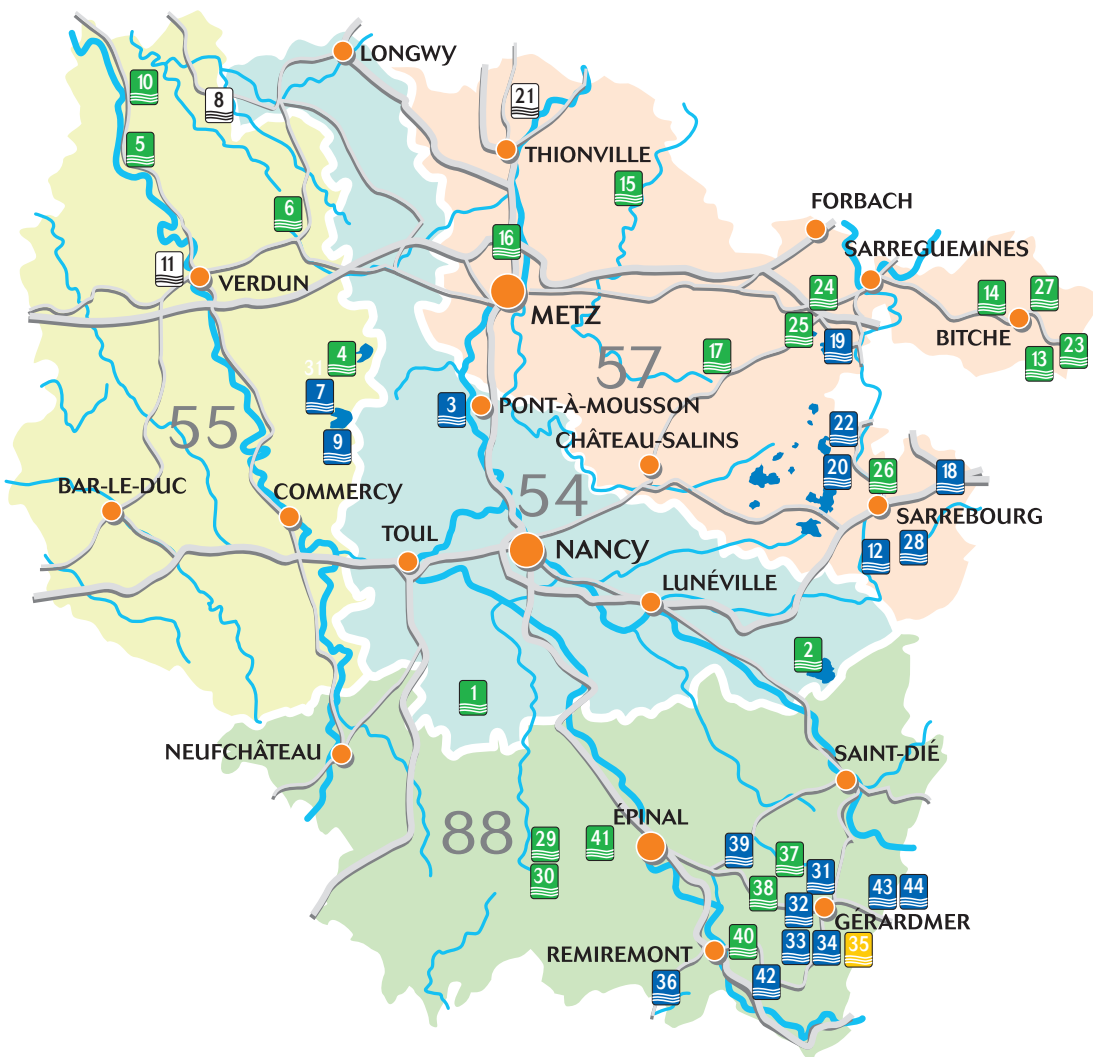 LONGWY
10
8
21
5
THIONVILLE
15
6
FORBACH
16
SARREGUEMINES
11
VERDUN
24
14
27
METZ
25
BITCHE
19
4
17
13
23
31
57
7
3
PONT-À-MOUSSON
55
22
9
CHÂTEAU-SALINS
20
26
18
BAR-LE-DUC
COMMERCY
54
SARREBOURG
TOUL
NANCY
12
28
LUNÉVILLE
2
1
NEUFCHÂTEAU
SAINT-DIÉ
ÉPINAL
88
29
41
39
37
31
30
38
43
44
32
GÉRARDMER
40
33
34
35
REMIREMONT
36
42